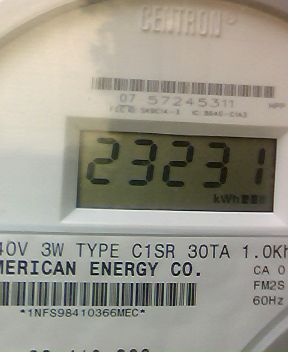 CENTRON
07 57245311
23231
kWh
40V 3W TYPE C1SR 30TA 1.0Kh
MERICAN ENERGY CO.
CA 0
FM2S
60Hz
*1NFS98410366MEC*